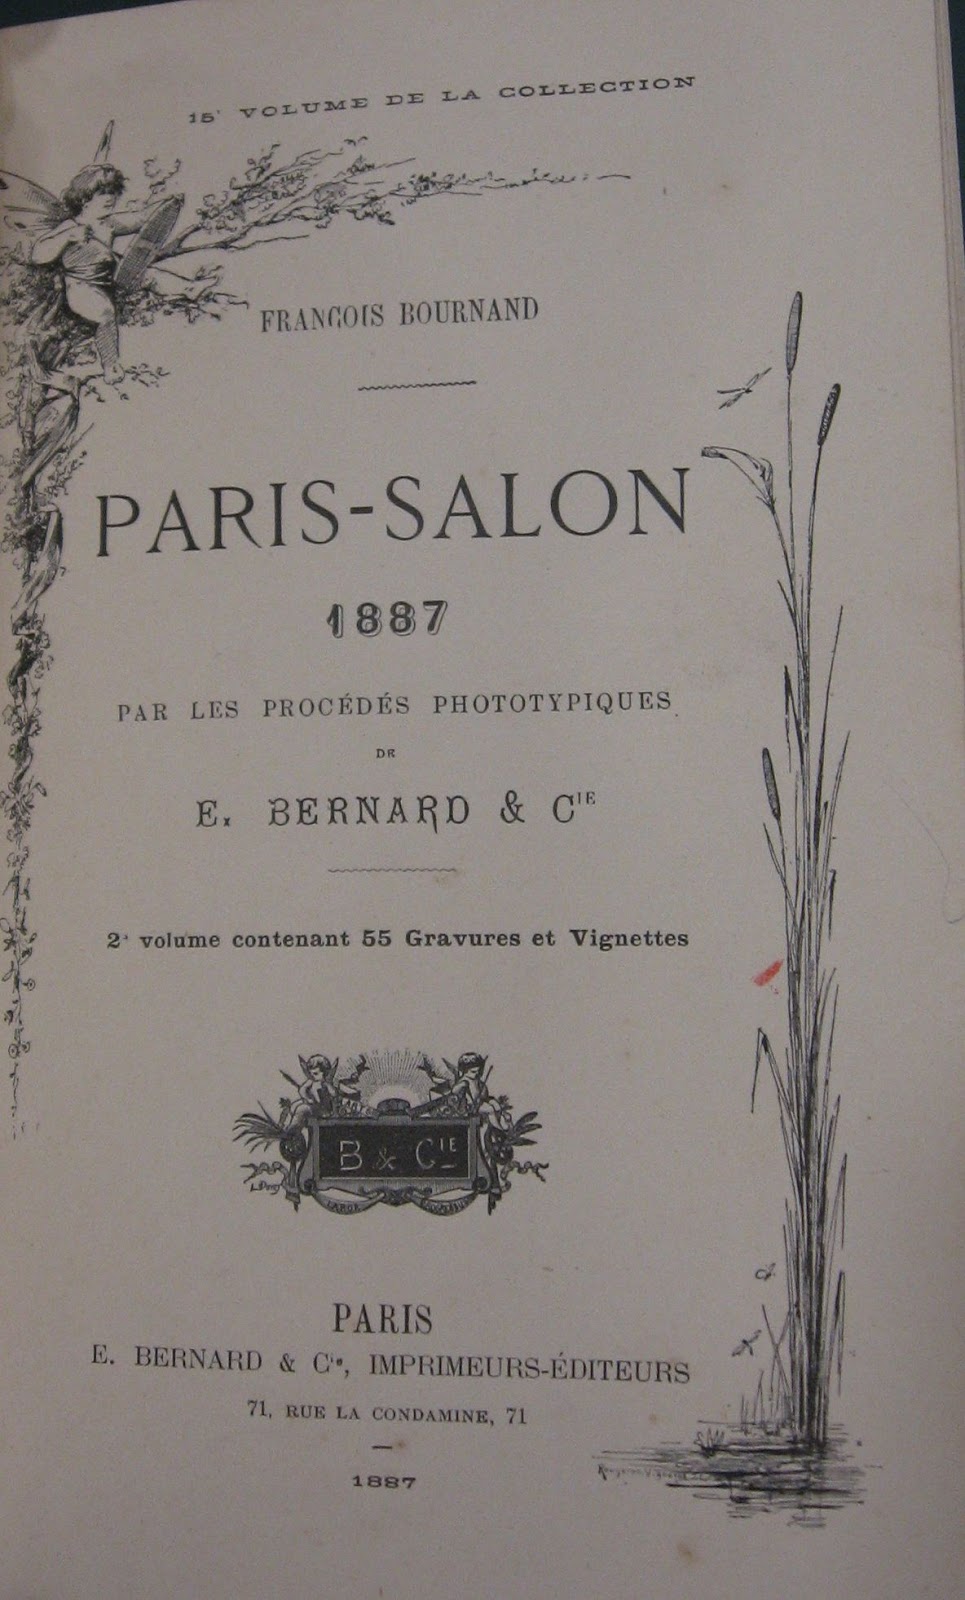 15e VOLUME DE LA COLLECTION
FRANÇOIS BOURNAND
PARIS-SALON
1887
PAR LES PROCÉDÉS PHOTOTYPIQUES
DE
E. BERNARD & CIE
2e volume contenant 55 Gravures et Vignettes
B & CIE
LABOR
PARIS
E. BERNARD & Cie, IMPRIMEURS-ÉDITEURS
71, RUE LA CONDAMINE, 71
1887